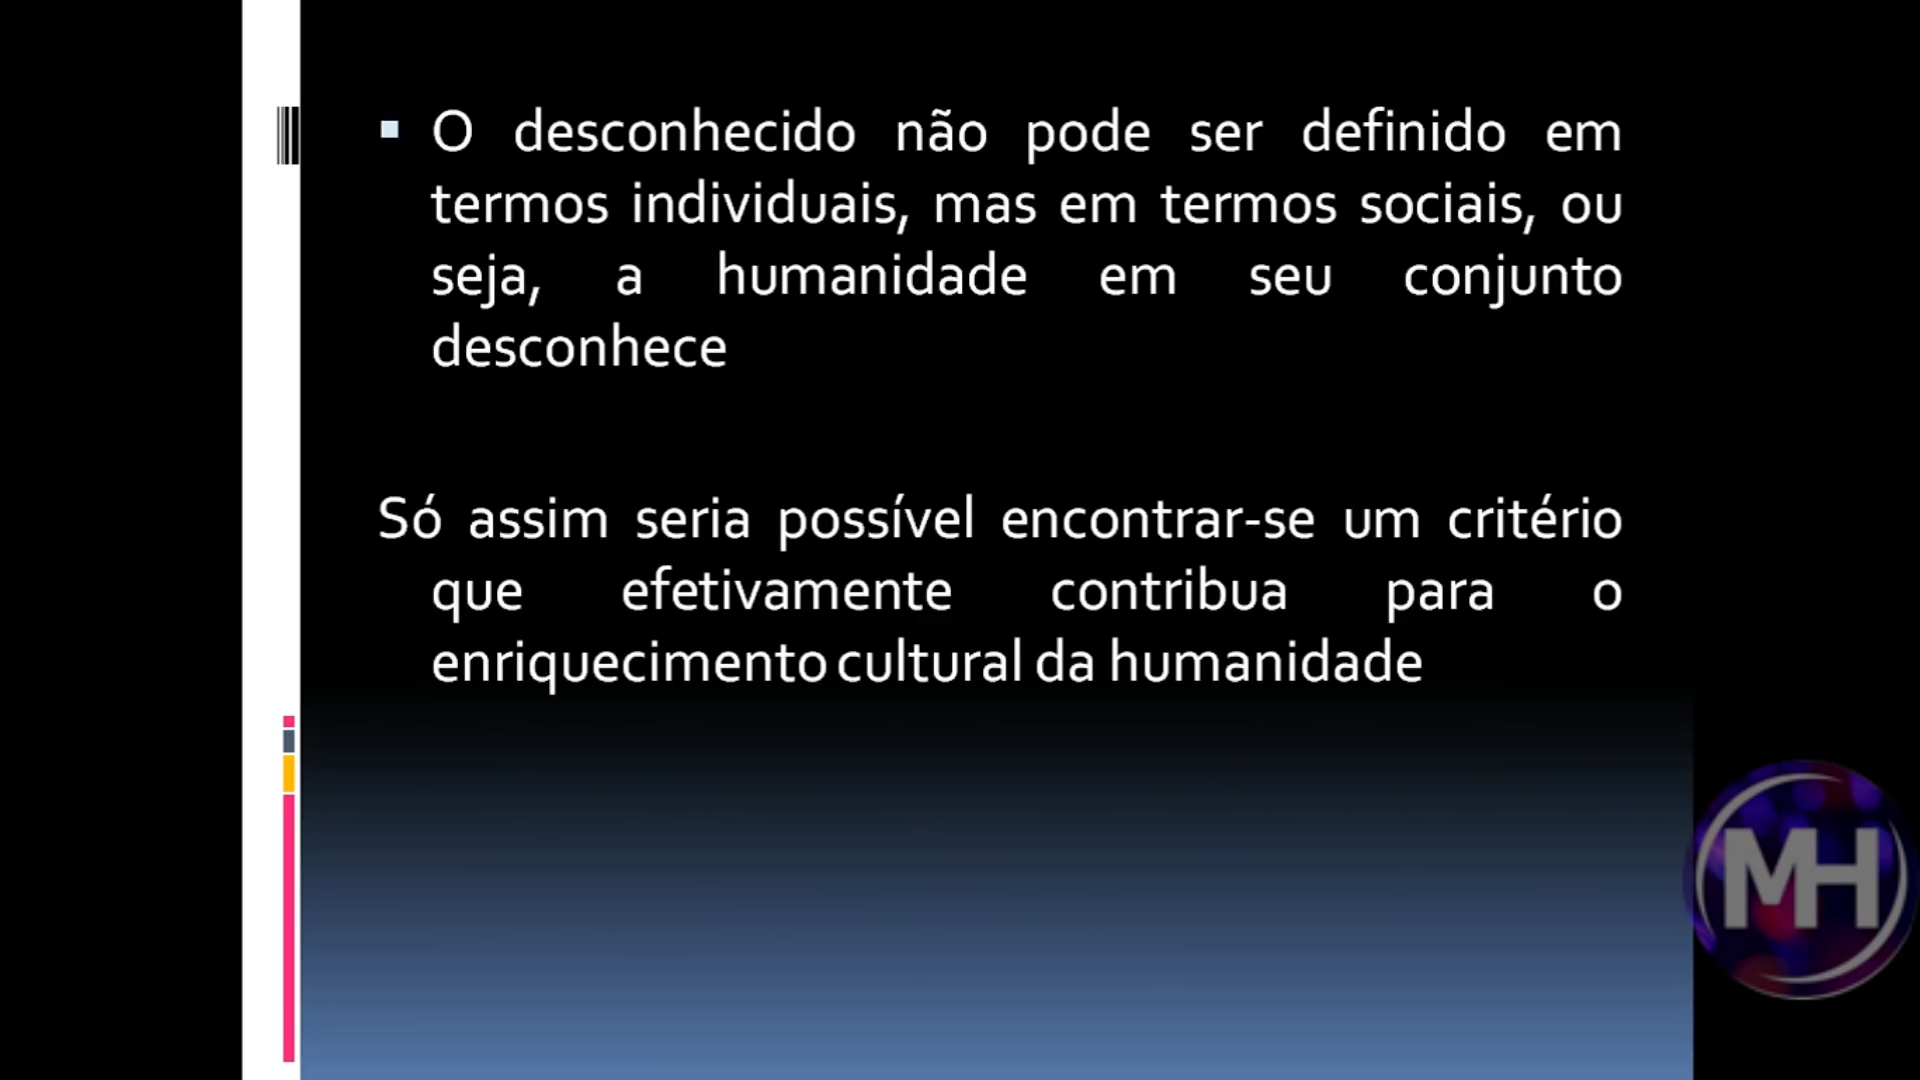 ▪ O desconhecido não pode ser definido em
termos individuais, mas em termos sociais, ou
seja, a humanidade em seu conjunto
desconhece
Só assim seria possível encontrar-se um critério
que efetivamente contribua para o
enriquecimento cultural da humanidade
MH